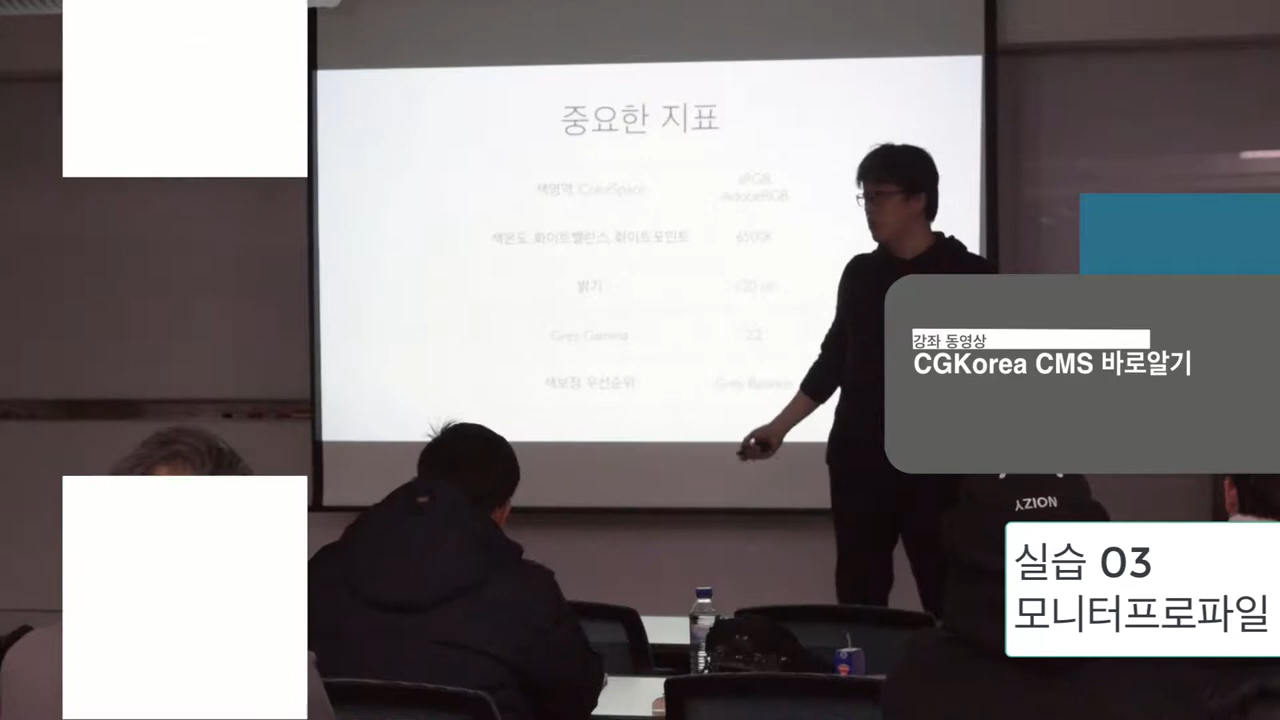 중요한 지표
색영역 ColorSpace
sRGB,
AdobeRGB
색온도 화이트밸런스 화이트포인트
6500K
밝기
120 cd
Grey Gamma
2.2
색보정 우선순위
Grey Balance
강좌 동영상
CGKorea CMS 바로알기
NOIZY
실습 03
모니터프로파일